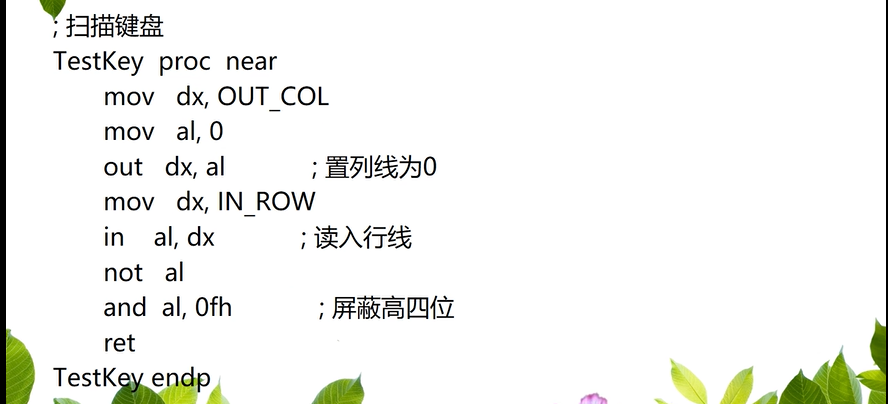 ; 扫描键盘
TestKey proc near
mov dx, OUT_COL
mov al, 0
out dx, al ; 置列线为0
mov dx, IN_ROW
in al, dx ; 读入行线
not al
and al, 0fh ; 屏蔽高四位
ret
TestKey endp